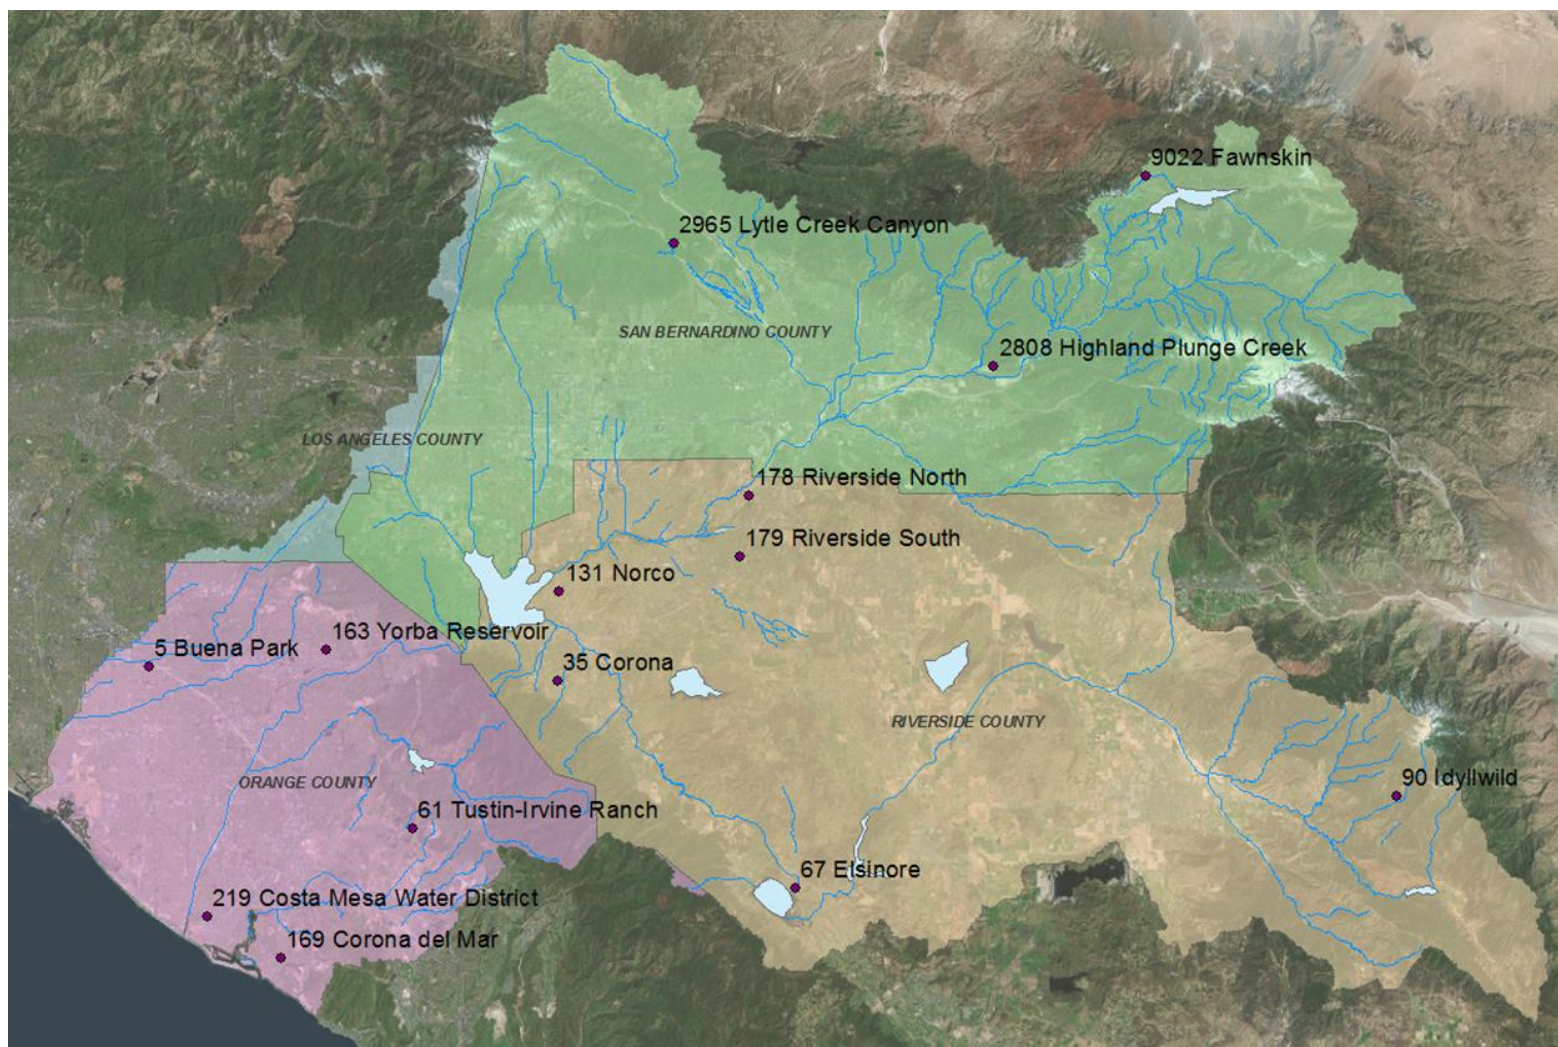 9022 Fawnskin
2965 Lytle Creek Canyon
SAN BERNARDINO COUNTY
2808 Highland Plunge Creek
LOS ANGELES COUNTY
178 Riverside North
179 Riverside South
131 Norco
163 Yorba Reservoir
5 Buena Park
35 Corona
RIVERSIDE COUNTY
90 Idyllwild
ORANGE COUNTY
61 Tustin-Irvine Ranch
67 Elsinore
219 Costa Mesa Water District
169 Corona del Mar